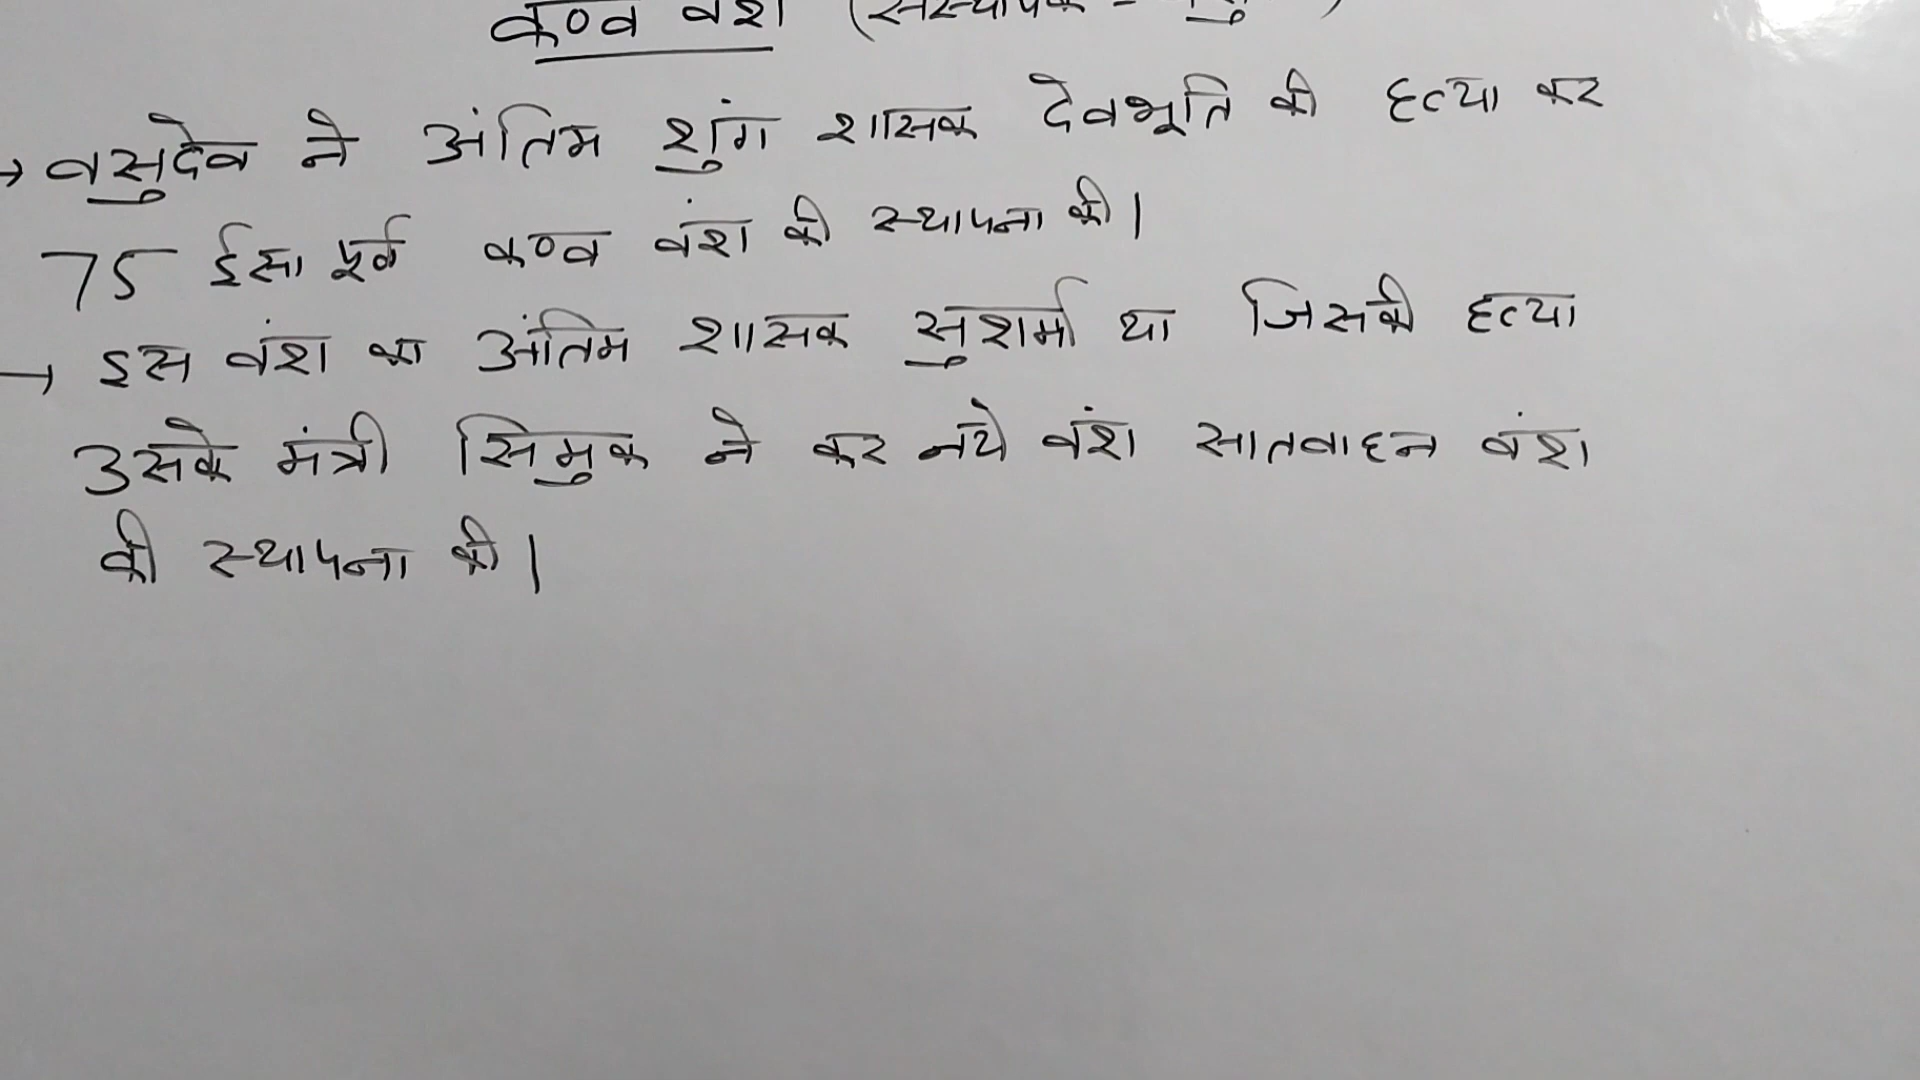 कण्व वंश (संस्थापक -
→ वसुदेव ने अंतिम शुंग शासक देवभूति की हत्या कर
75 ईसा पूर्व कण्व वंश की स्थापना की।
→ इस वंश का अंतिम शासक सुशर्मा था जिसकी हत्या
उसके मंत्री सिमुक ने कर नये वंश सातवाहन वंश
की स्थापना की।